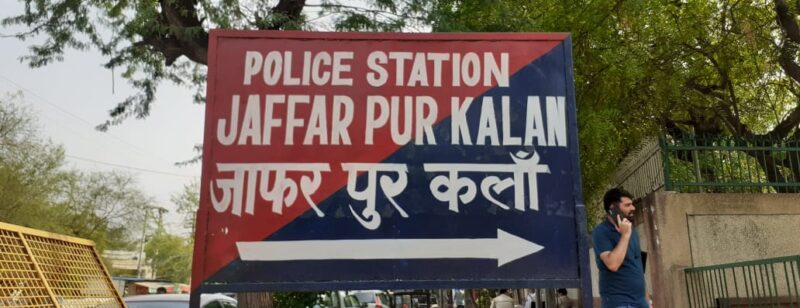 POLICE STATION
JAFFAR PUR KALAN
जाफर पुर कलाँ